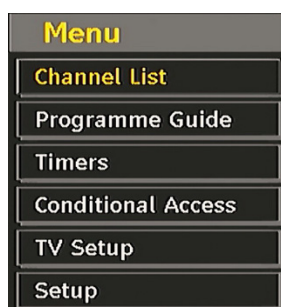 Menu
Channel List
Programme Guide
Timers
Conditional Access
TV Setup
Setup